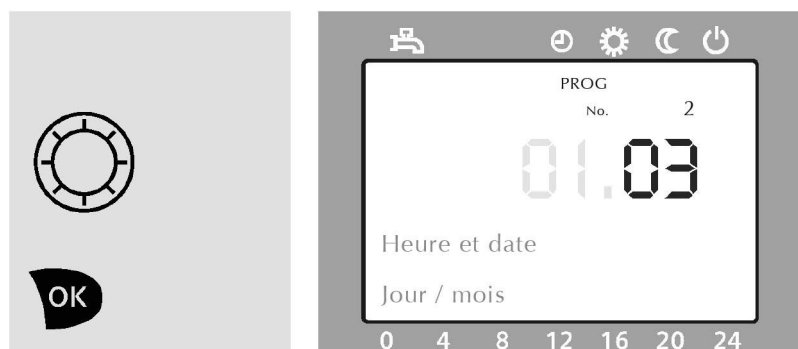 PROG
No. 2
01.03
Heure et date
OK
Jour / mois
0 4 8 12 16 20 24